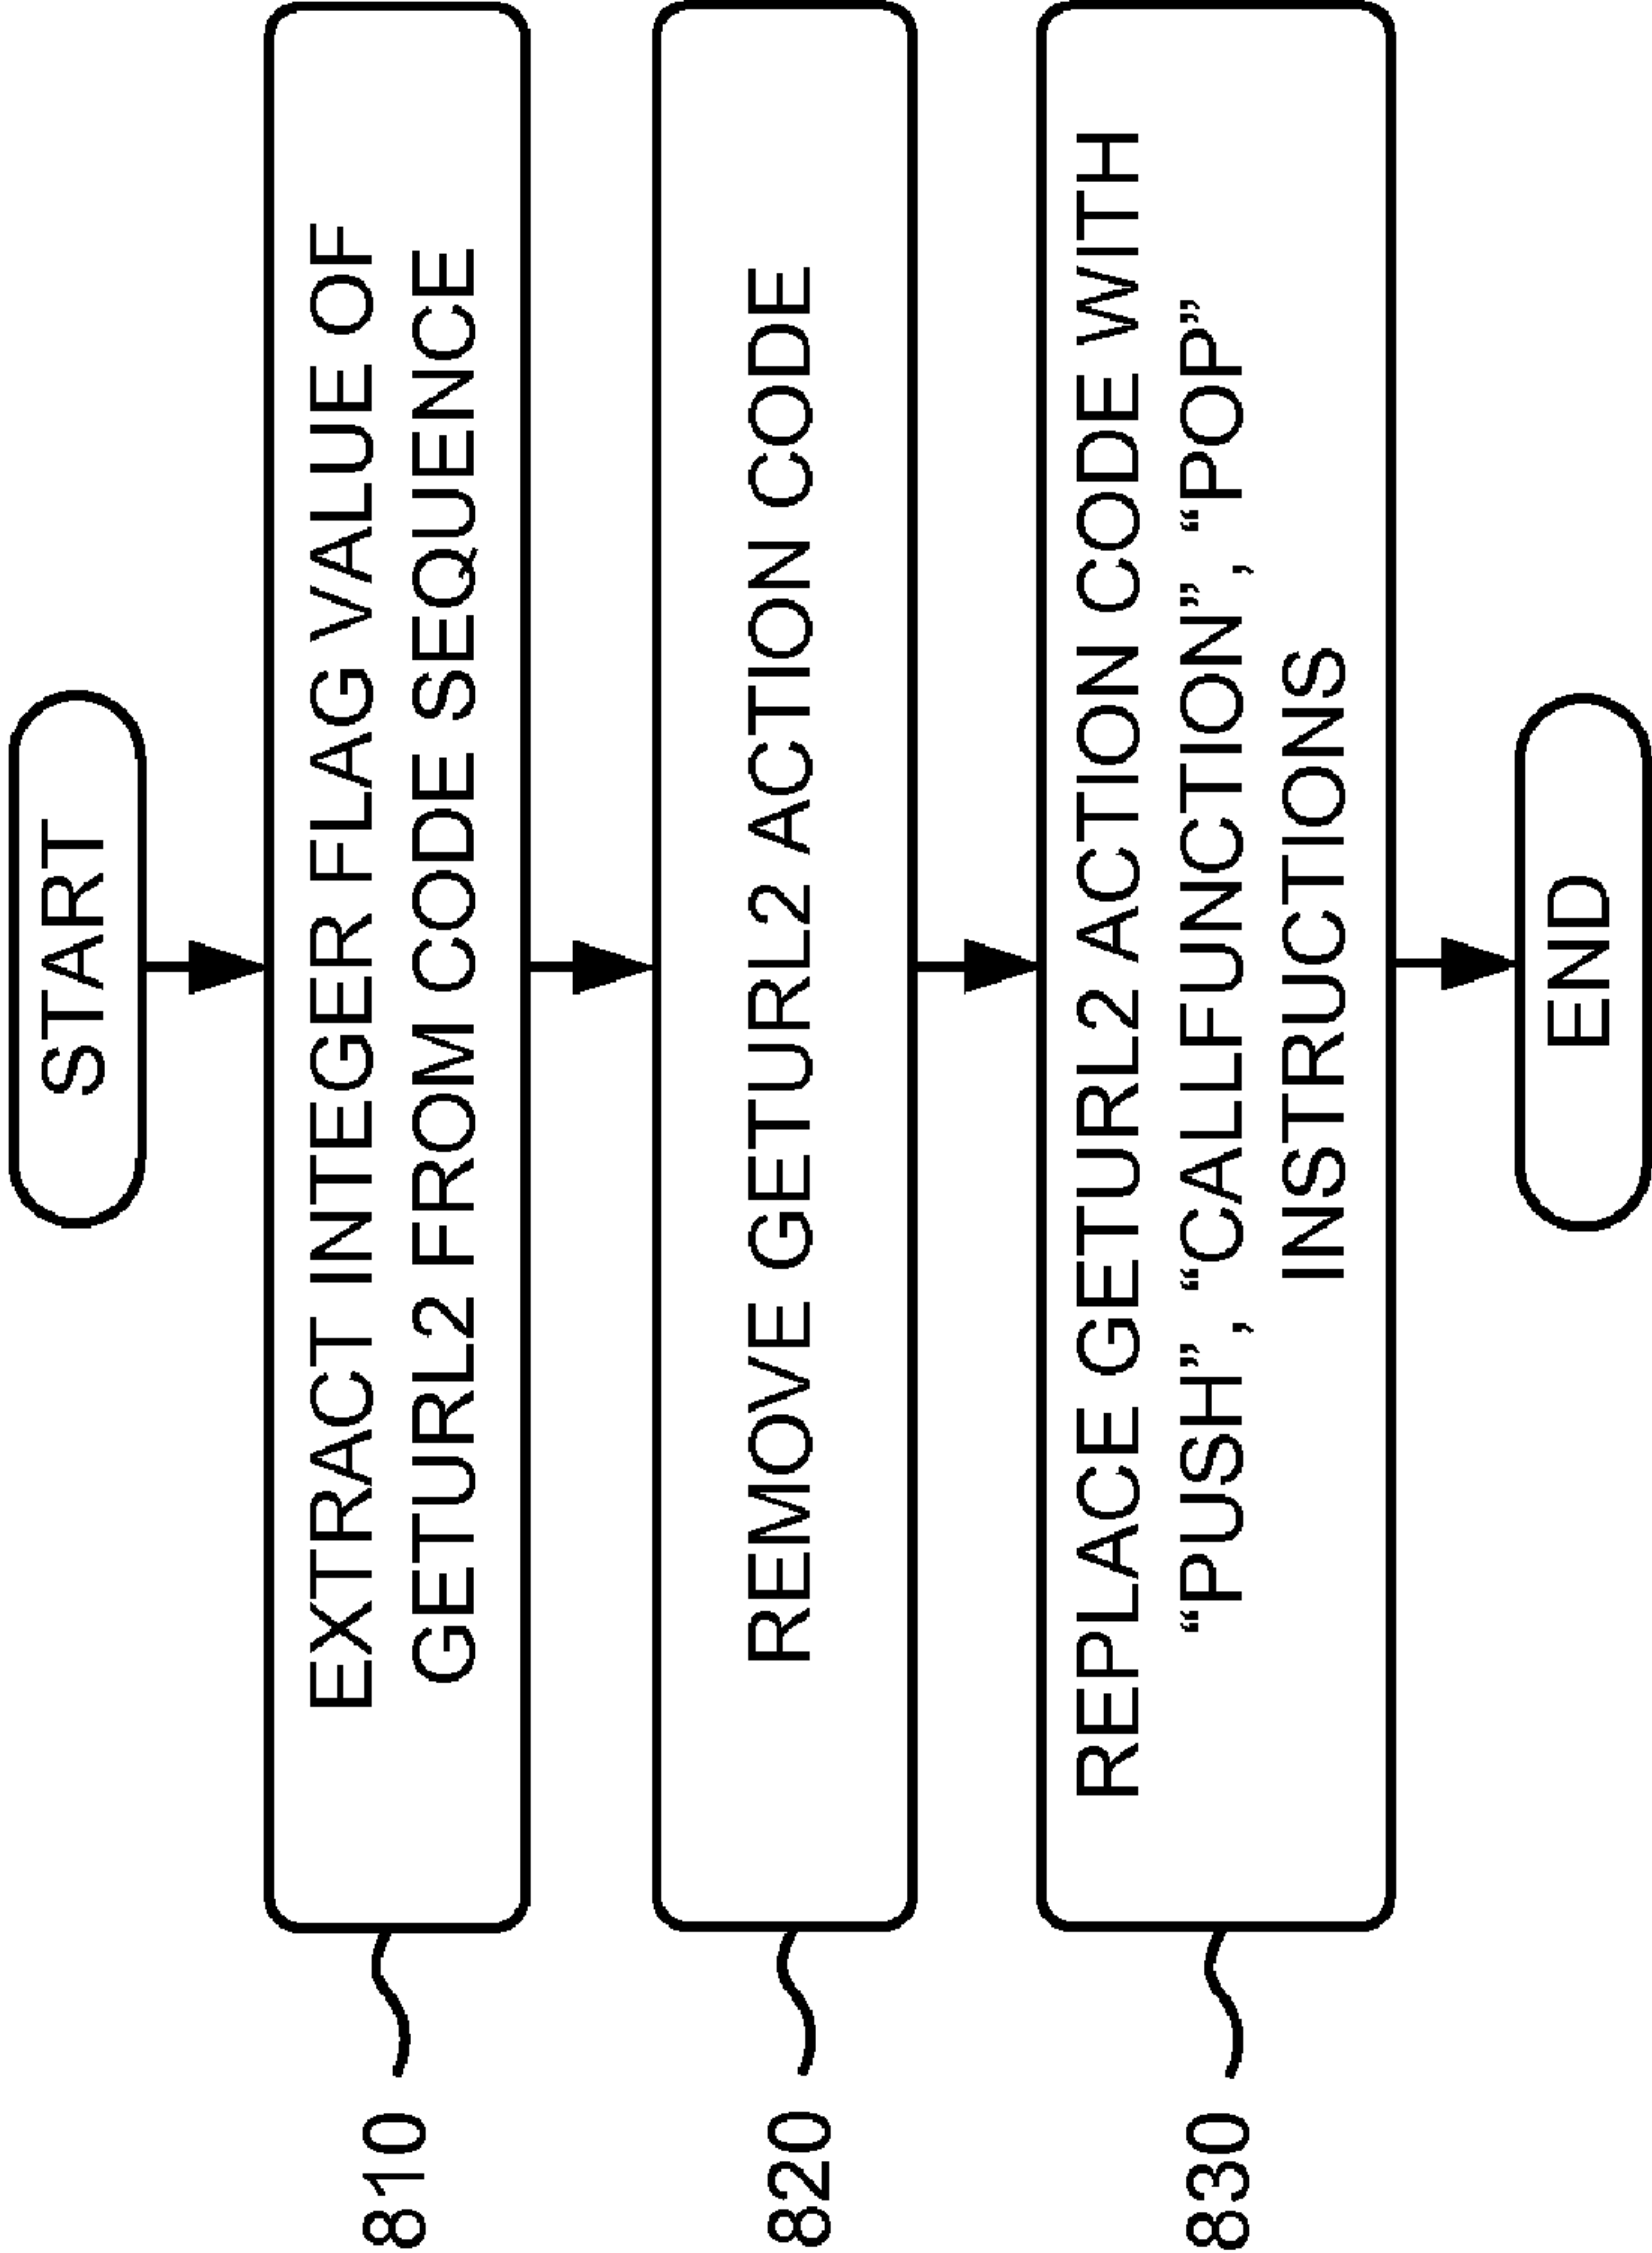 START
810
EXTRACT INTEGER FLAG VALUE OF
GETURL2 FROM CODE SEQUENCE
820
REMOVE GETURL2 ACTION CODE
830
REPLACE GETURL2 ACTION CODE WITH
“PUSH”, “CALLFUNCTION”, “POP”
INSTRUCTIONS
END